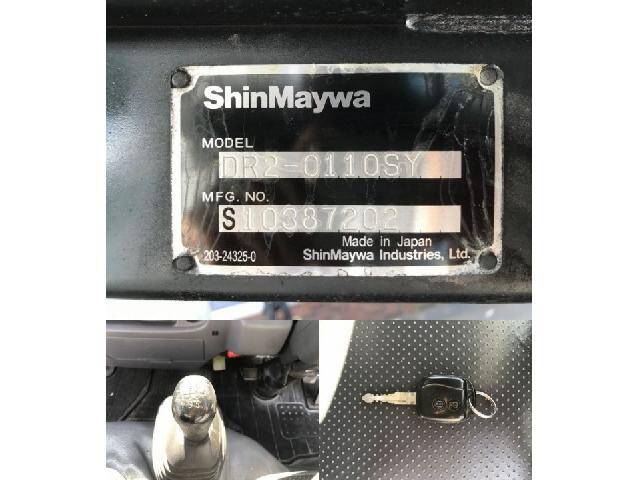 ShinMaywa
MODEL
DR2-0110SY
MFG. NO.
S10387202
Made in Japan
203-24325-0 ShinMaywa Industries, Ltd.